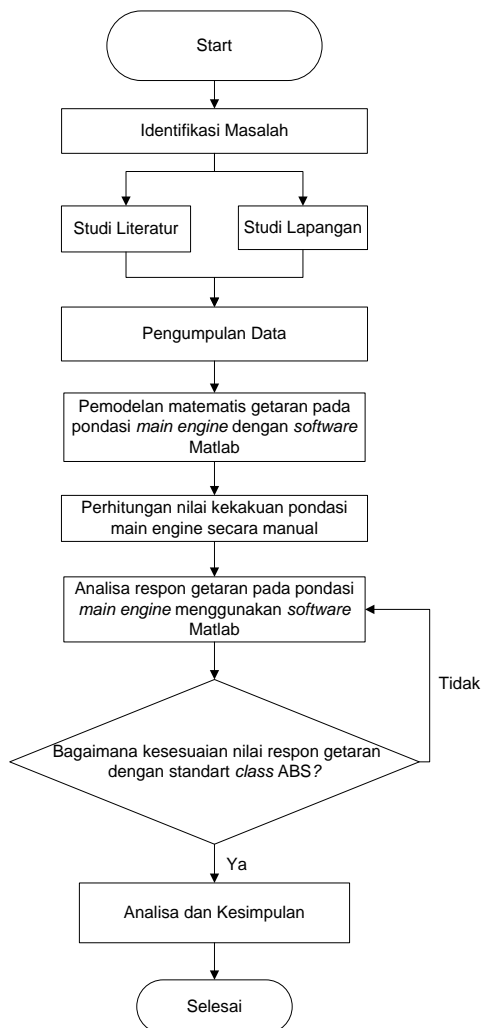 Start
Identifikasi Masalah
Studi Literatur
Studi Lapangan
Pengumpulan Data
Pemodelan matematis getaran pada
pondasi main engine dengan software
Matlab
Perhitungan nilai kekakuan pondasi
main engine secara manual
Analisa respon getaran pada pondasi
main engine menggunakan software
Matlab
Tidak
Bagaimana kesesuaian nilai respon getaran
dengan standart class ABS?
Ya
Analisa dan Kesimpulan
Selesai